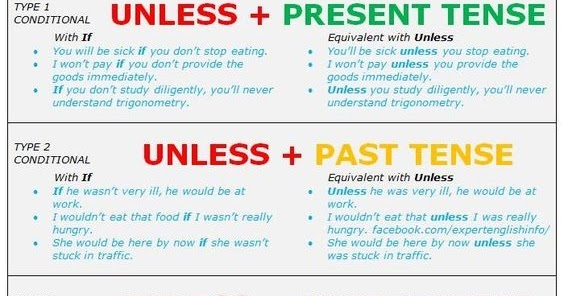 TYPE 1
CONDITIONAL
UNLESS + PRESENT TENSE
With If
• You will be sick if you don't stop eating.
• I won't pay if you don't provide the
goods immediately.
• If you don't study diligently, you'll never
understand trigonometry.
Equivalent with Unless
• You'll be sick unless you stop eating.
• I won't pay unless you provide the
goods immediately.
• Unless you study diligently, you'll never
understand trigonometry.
TYPE 2
CONDITIONAL
UNLESS + PAST TENSE
With If
• If he wasn't very ill, he would be at
work.
• I wouldn't eat that food if I wasn't really
hungry.
• She would be here by now if she wasn't
stuck in traffic.
Equivalent with Unless
• Unless he was very ill, he would be at
work.
• I wouldn't eat that unless I was really
hungry. facebook.com/expertenglishinfo/
• She would be here by now unless she
was stuck in traffic.